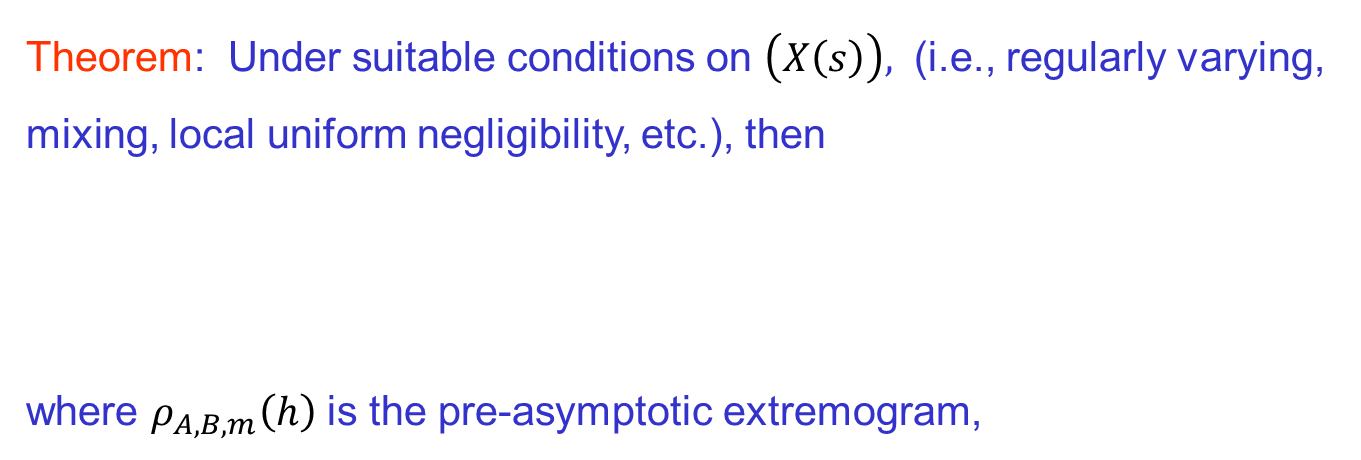 Theorem: Under suitable conditions on (X(s)), (i.e., regularly varying,
mixing, local uniform negligibility, etc.), then
where ρ_{A,B,m}(h) is the pre-asymptotic extremogram,